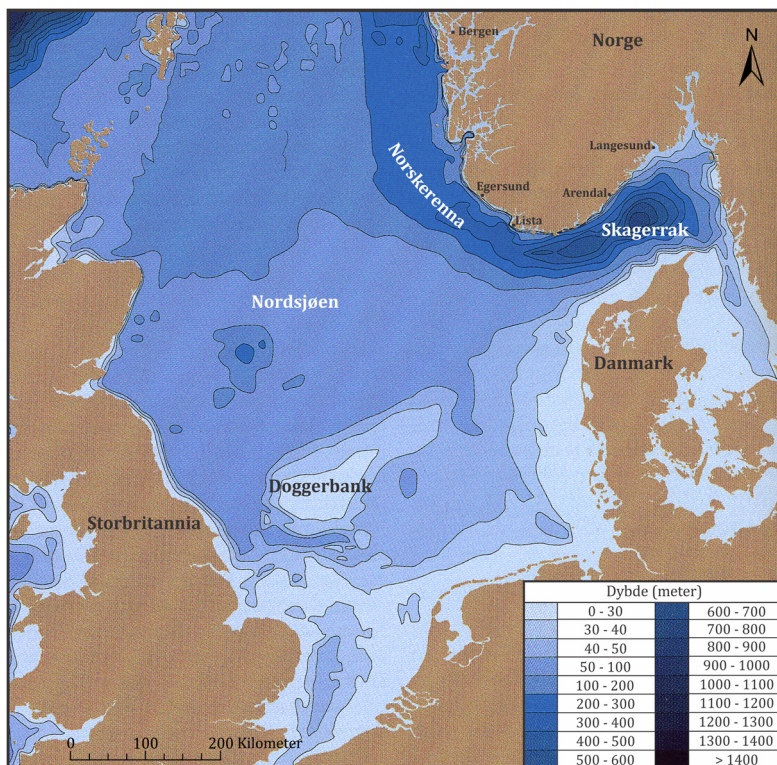 N
Bergen
Norge
Langesund
Norskerenna
Egersund
Arendal
Lista
Skagerrak
Nordsjøen
Danmark
Doggerbank
Storbritannia
Dybde (meter)
0 - 30
600 - 700
30 - 40
700 - 800
40 - 50
800 - 900
50 - 100
900 - 1000
100 - 200
1000 - 1100
200 - 300
1100 - 1200
300 - 400
1200 - 1300
400 - 500
1300 - 1400
500 - 600
> 1400
0 100 200 Kilometer